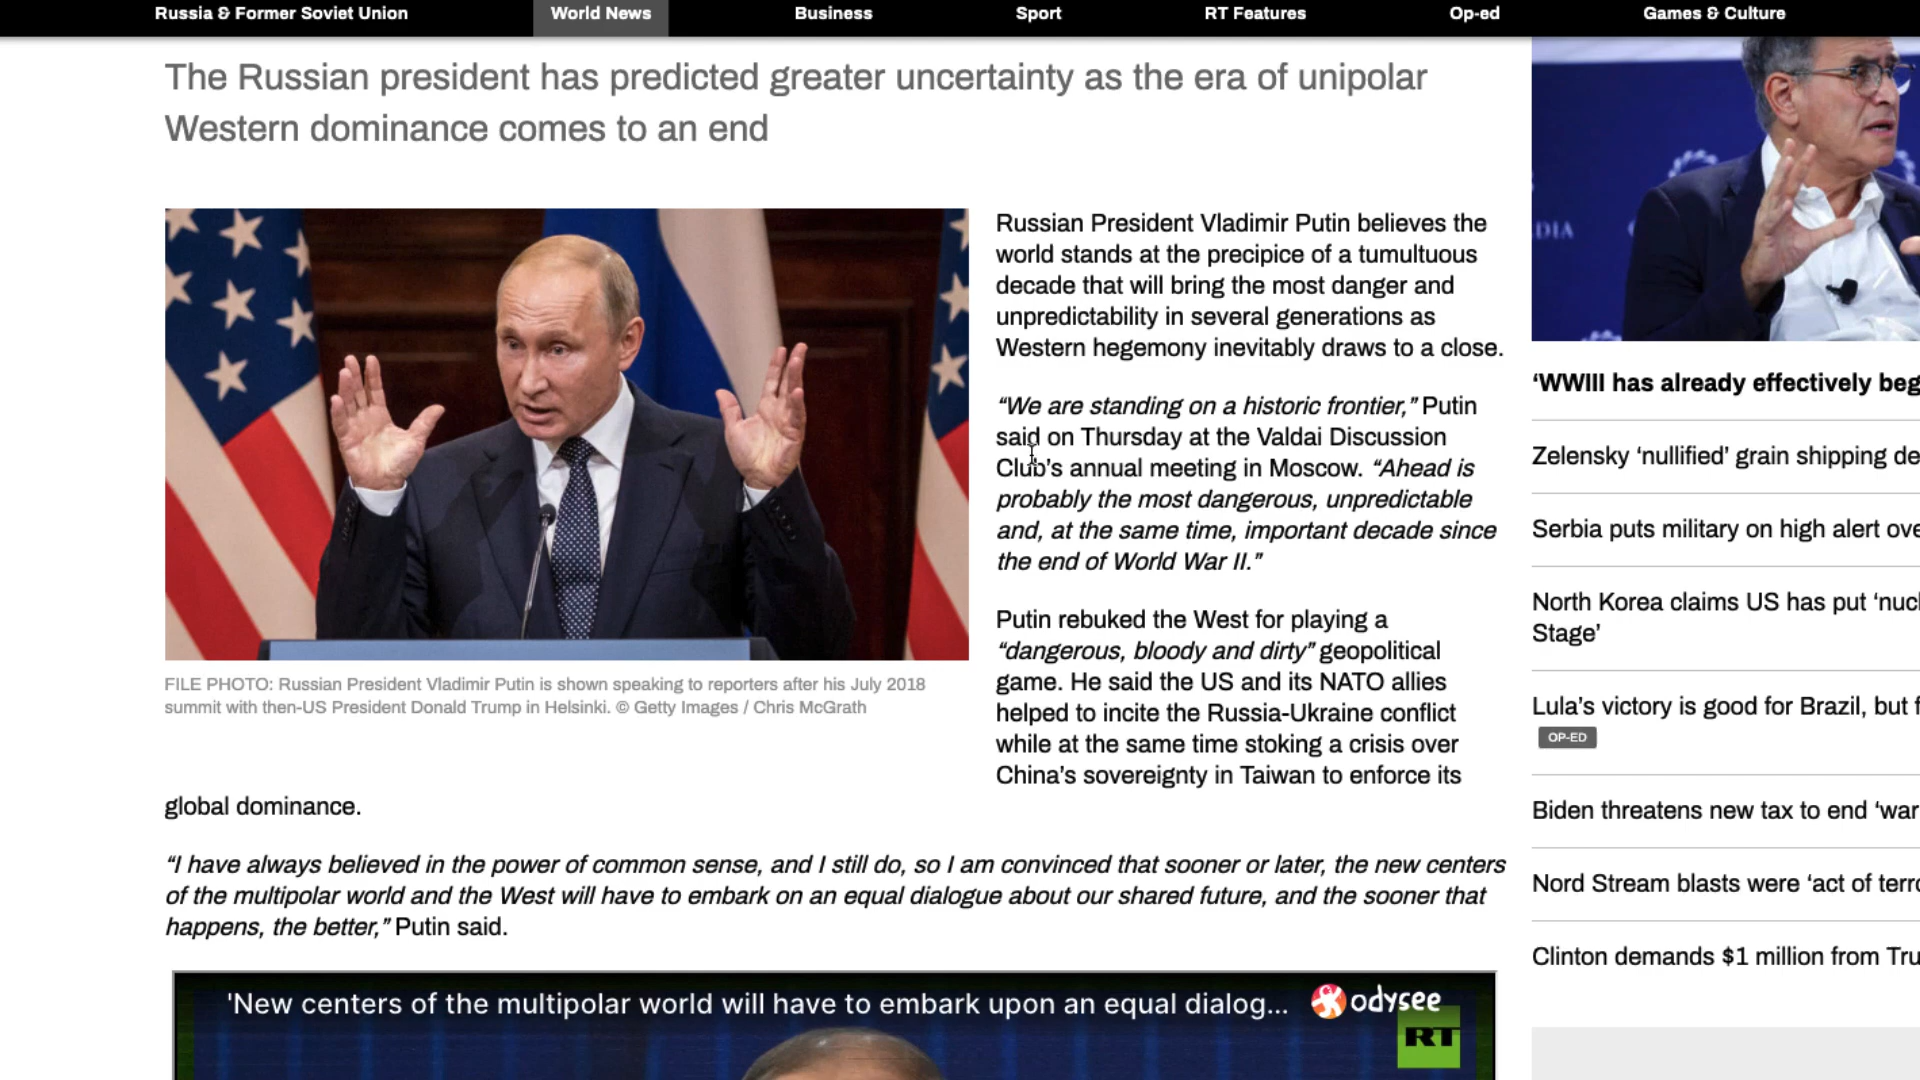 Russia & Former Soviet Union
World News
Business
Sport
RT Features
Op-ed
Games & Culture
The Russian president has predicted greater uncertainty as the era of unipolar
Western dominance comes to an end
Russian President Vladimir Putin believes the
world stands at the precipice of a tumultuous
decade that will bring the most danger and
unpredictability in several generations as
Western hegemony inevitably draws to a close.
“We are standing on a historic frontier,” Putin
said on Thursday at the Valdai Discussion
Club’s annual meeting in Moscow. “Ahead is
probably the most dangerous, unpredictable
and, at the same time, important decade since
the end of World War II.”
Putin rebuked the West for playing a
“dangerous, bloody and dirty” geopolitical
game. He said the US and its NATO allies
helped to incite the Russia-Ukraine conflict
while at the same time stoking a crisis over
China’s sovereignty in Taiwan to enforce its
global dominance.
FILE PHOTO: Russian President Vladimir Putin is shown speaking to reporters after his July 2018
summit with then-US President Donald Trump in Helsinki. © Getty Images / Chris McGrath
“I have always believed in the power of common sense, and I still do, so I am convinced that sooner or later, the new centers
of the multipolar world and the West will have to embark on an equal dialogue about our shared future, and the sooner that
happens, the better,” Putin said.
'New centers of the multipolar world will have to embark upon an equal dialog...
odysee
RT
‘WWIII has already effectively beg
Zelensky ‘nullified’ grain shipping de
Serbia puts military on high alert ove
North Korea claims US has put ‘nucl
Stage’
Lula’s victory is good for Brazil, but f
OP-ED
Biden threatens new tax to end ‘war
Nord Stream blasts were ‘act of terro
Clinton demands $1 million from Tru